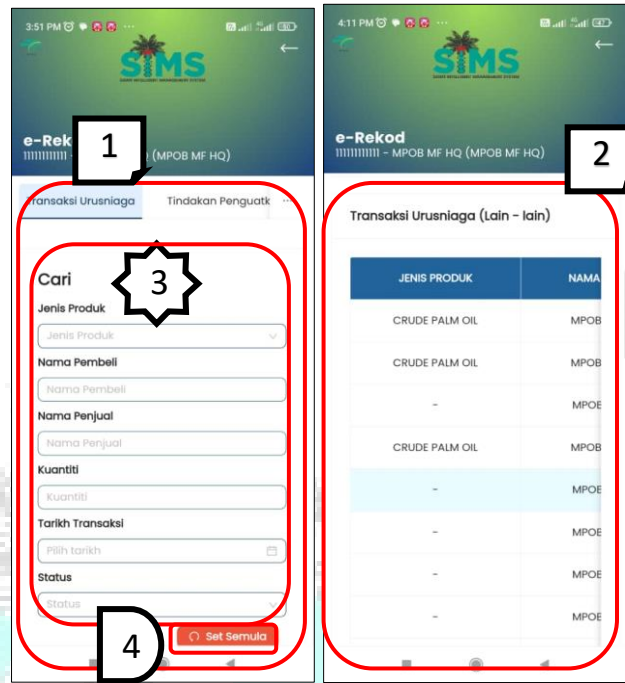 3:51 PM
SIMS
e-Rek
11111111111 - (MPOB MF HQ)
1
Transaksi Urusniaga
Tindakan Penguatk
Cari
3
Jenis Produk
Jenis Produk
Nama Pembeli
Nama Pembeli
Nama Penjual
Nama Penjual
Kuantiti
Kuantiti
Tarikh Transaksi
Pilih tarikh
Status
Status
4
Set Semula
4:11 PM
SIMS
e-Rekod
111111111111 - MPOB MF HQ (MPOB MF HQ)
2
Transaksi Urusniaga (Lain - lain)
JENIS PRODUK NAMA
CRUDE PALM OIL MPOB
CRUDE PALM OIL MPOB
- MPOB
CRUDE PALM OIL MPOB
- MPOB
- MPOB
- MPOB
- MPOB